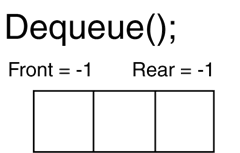 Dequeue();
Front = -1 Rear = -1